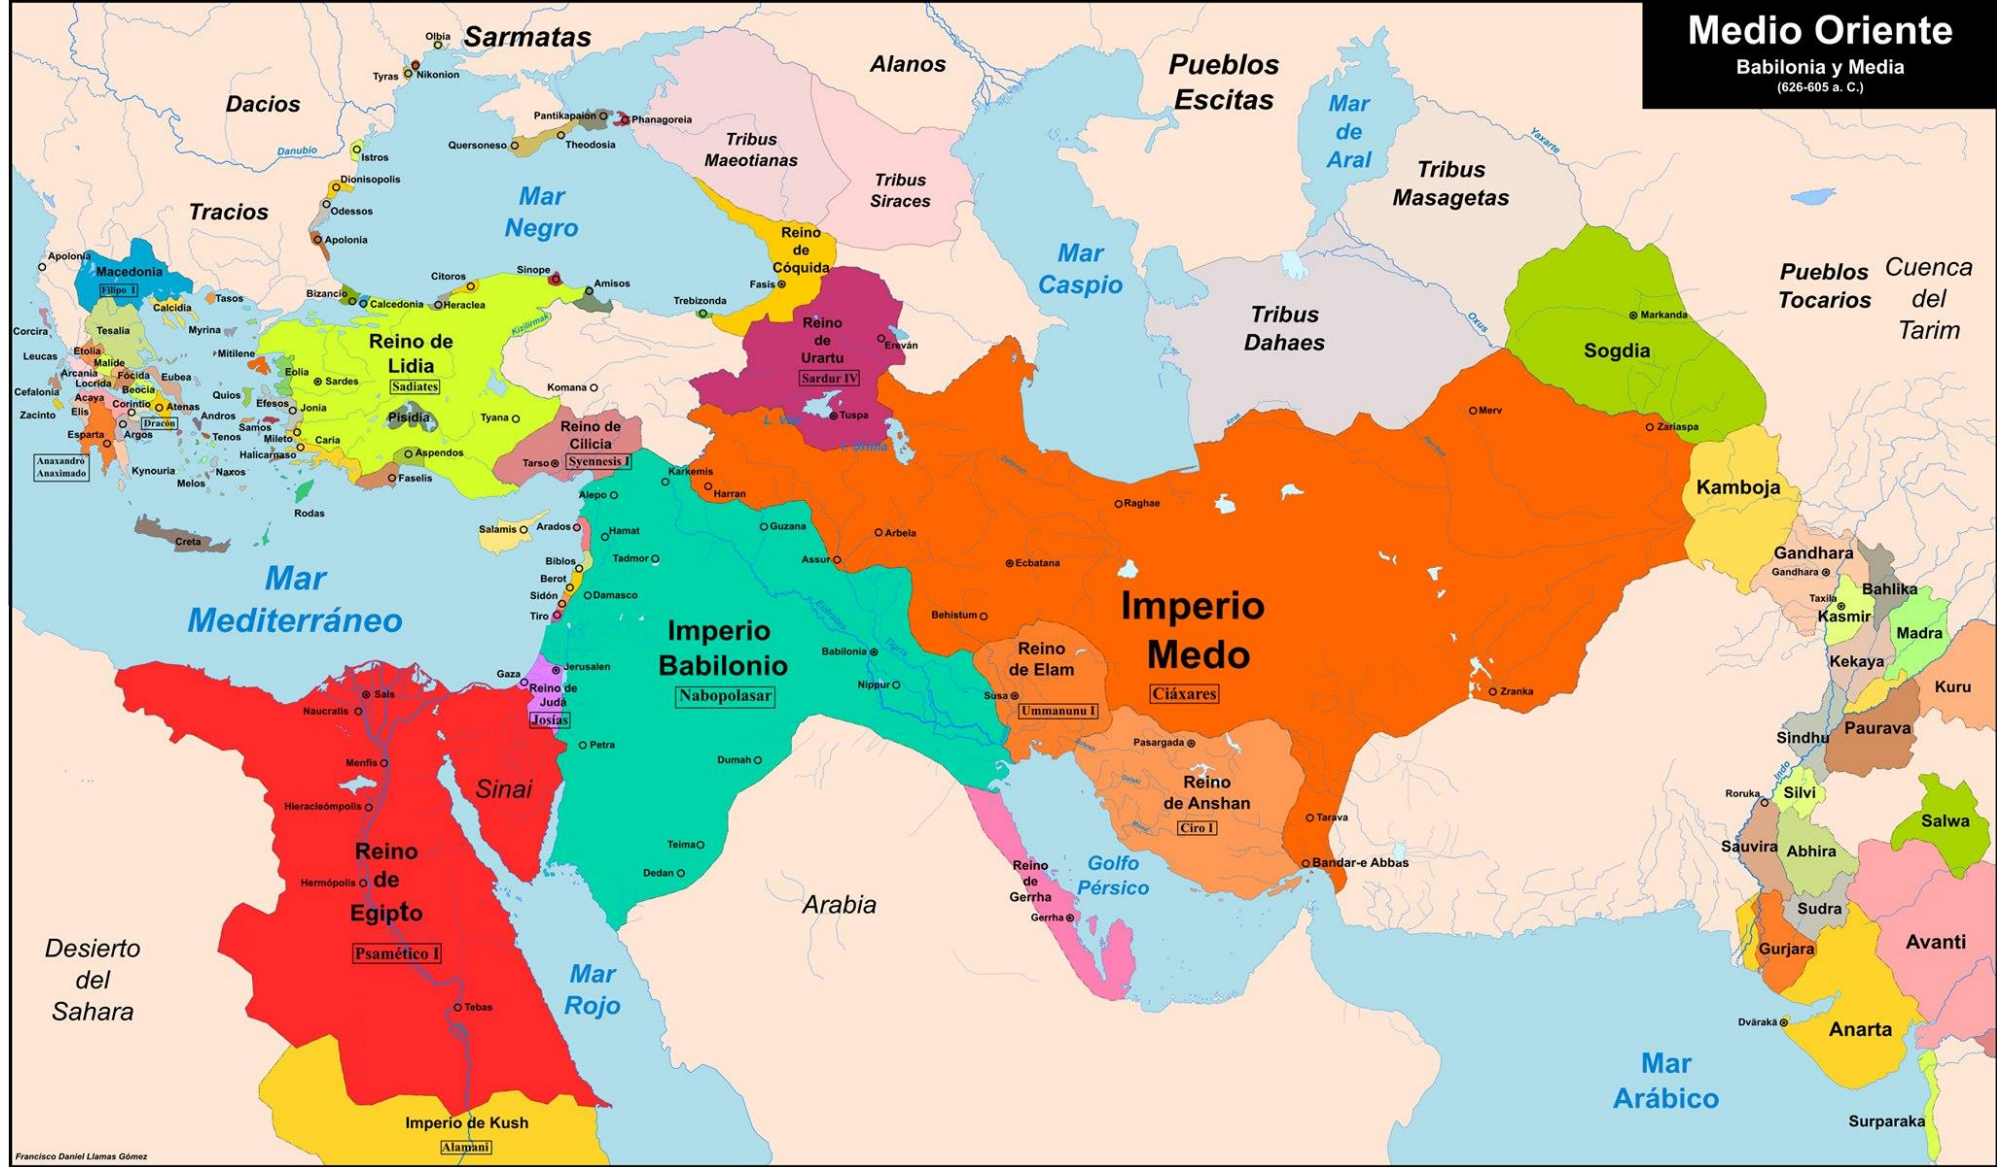 Medio Oriente
Babilonia y Media
(626-605 a. C.)
Olbia
Sarmatas
Tyras
Nikonion
Dacios
Alanos
Pueblos
Escitas
Mar
de
Aral
Yaxarte
Pantikapaion
Phanagoreia
Quersoneso
Theodosia
Tribus
Maeotianas
Tribus
Siraces
Tribus
Masagetas
Danubio
Istros
Dionisopolis
Odessos
Tracios
Apolonia
Mar
Negro
Reino
de
Cóquida
Fasis
Mar
Caspio
Pueblos
Tocarios
Cuenca
del
Tarim
Apolonia
Macedonia
Filipo I
Calcidia
Tasos
Bizancio
Calcedonia
Citoros
Heraclea
Sinope
Amisos
Trebizonda
Kizilirmak
Tribus
Dahaes
Oxus
Markanda
Sogdia
Corcira
Tesalia
Myrina
Leucas
Etolia
Malide
Mitilene
Arcania
Fócida
Eubea
Locrida
Beocia
Cefalonia
Acaya
Corintio
Atenas
Quios
Zacinto
Elis
Dracón
Andros
Esparta
Argos
Tenos
Anaxandro
Anaximado
Kynouria
Melos
Naxos
Samos
Efesos
Jonia
Mileto
Halicarnaso
Caria
Eolia
Sardes
Reino de
Lidia
Sadiates
Pisidia
Aspendos
Faselis
Tyana
Komana
Reino de
Cilicia
Syennesis I
Tarso
Reino
de
Urartu
Sardur IV
Ereván
Tuspa
L. Van
l. Urmia
Merv
Zariaspa
Kamboja
Rodas
Creta
Salamis
Arados
Alepo
Karkemis
Harran
Hamat
Guzana
Tadmor
Assur
Arbela
Raghae
Ecbatana
Biblos
Berot
Sidón
Tiro
Damasco
Mar
Mediterráneo
Imperio
Babilonio
Nabopolasar
Eúfrates
Tigris
Babilonia
Nippur
Behistum
Imperio
Medo
Ciáxares
Reino
de Elam
Susa
Ummanunu I
Zranka
Gandhara
Gandhara
Taxila
Bahlika
Kasmir
Madra
Kekaya
Kuru
Paurava
Sindhu
Indo
Gaza
Jerusalen
Reino de
Judá
Josías
Petra
Dumah
Teima
Dedan
Sais
Naucratis
Menfis
Sinai
Hieracleómpolis
Reino
de
Egipto
Hermópolis
Psamético I
Tebas
Desierto
del
Sahara
Mar
Rojo
Arabia
Pasargada
Reino
de Anshan
Ciro I
Tarava
Bandar-e Abbas
Reino
de
Gerrha
Gerrha
Golfo
Pérsico
Roruka
Silvi
Salwa
Sauvira
Abhira
Sudra
Avanti
Gurjara
Dvärakä
Anarta
Mar
Arábico
Surparaka
Imperio de Kush
Alamani
Francisco Daniel Llamas Gómez